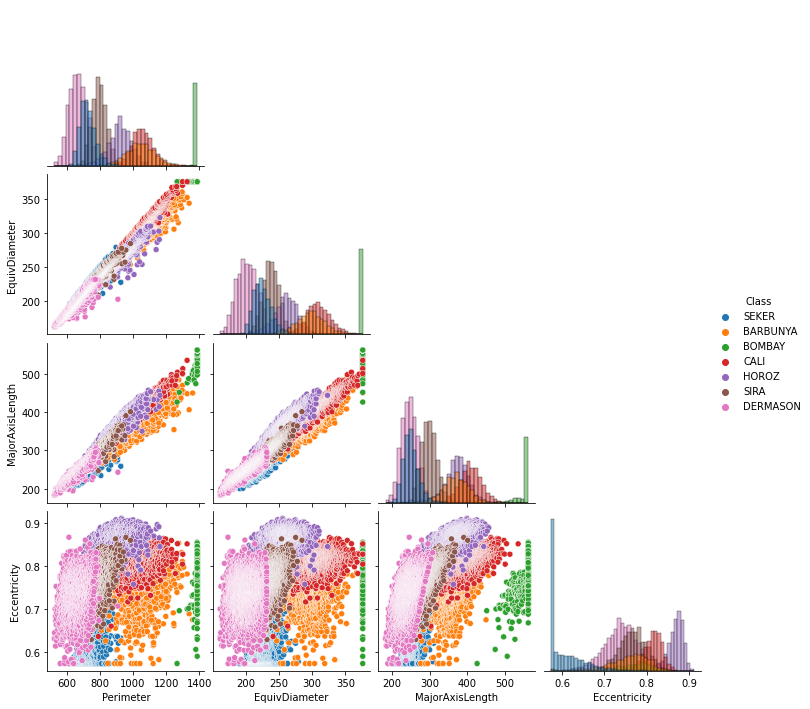 350
300
250
200
EquivDiameter
500
400
300
200
MajorAxisLength
0.9
0.8
0.7
0.6
Eccentricity
600 800 1000 1200 1400
Perimeter
200 250 300 350
EquivDiameter
200 300 400 500
MajorAxisLength
0.6 0.7 0.8 0.9
Eccentricity
Class
SEKER
BARBUNYA
BOMBAY
CALI
HOROZ
SIRA
DERMASON